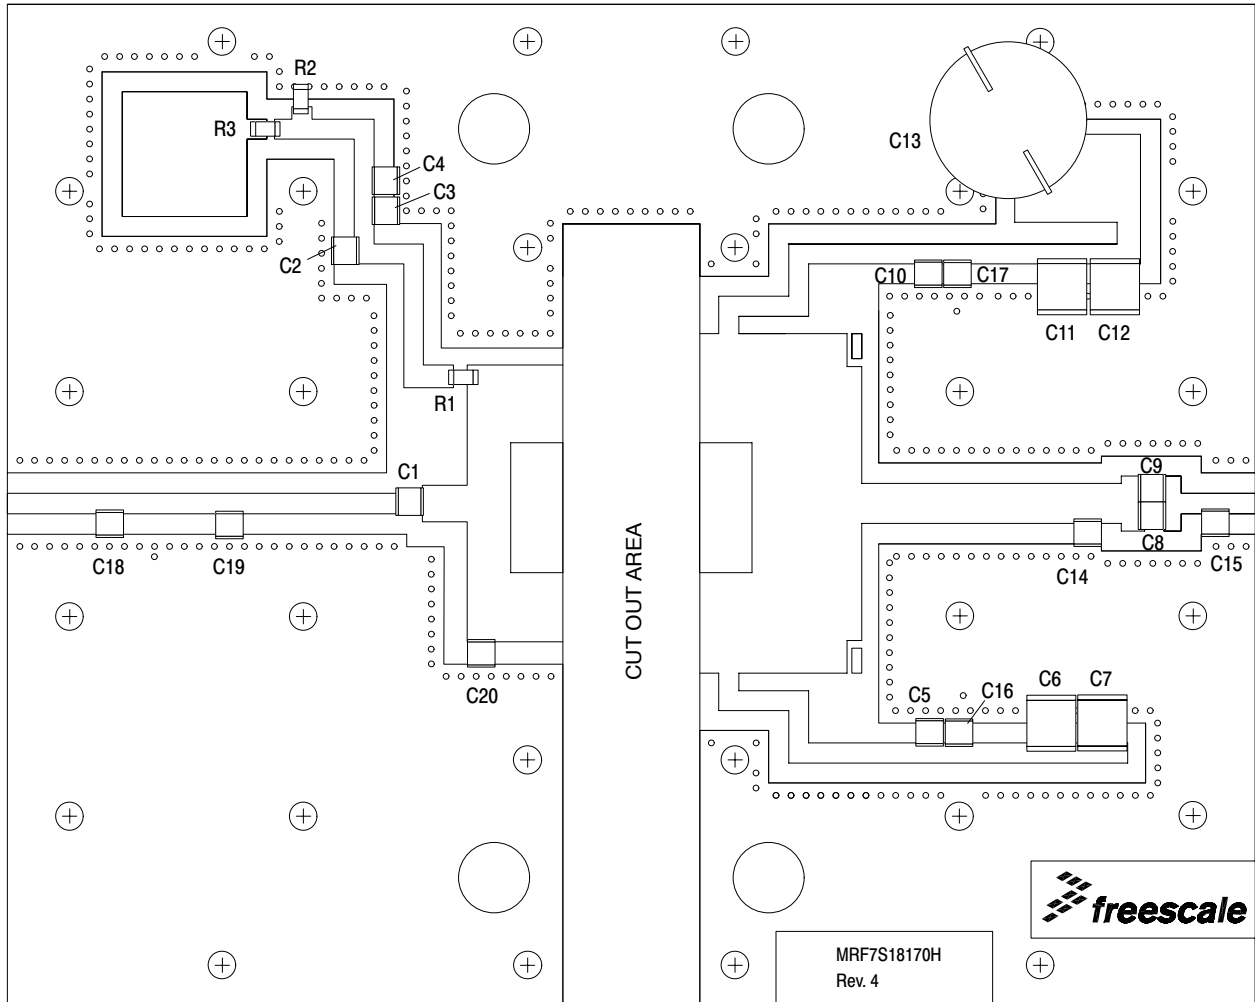 R2
R3
C13
C4
C3
C2
C10
C17
C11
C12
R1
C1
C9
C8
C18
C19
C14
C15
CUT OUT AREA
C20
C5
C16
C6
C7
freescale
MRF7S18170H
Rev. 4